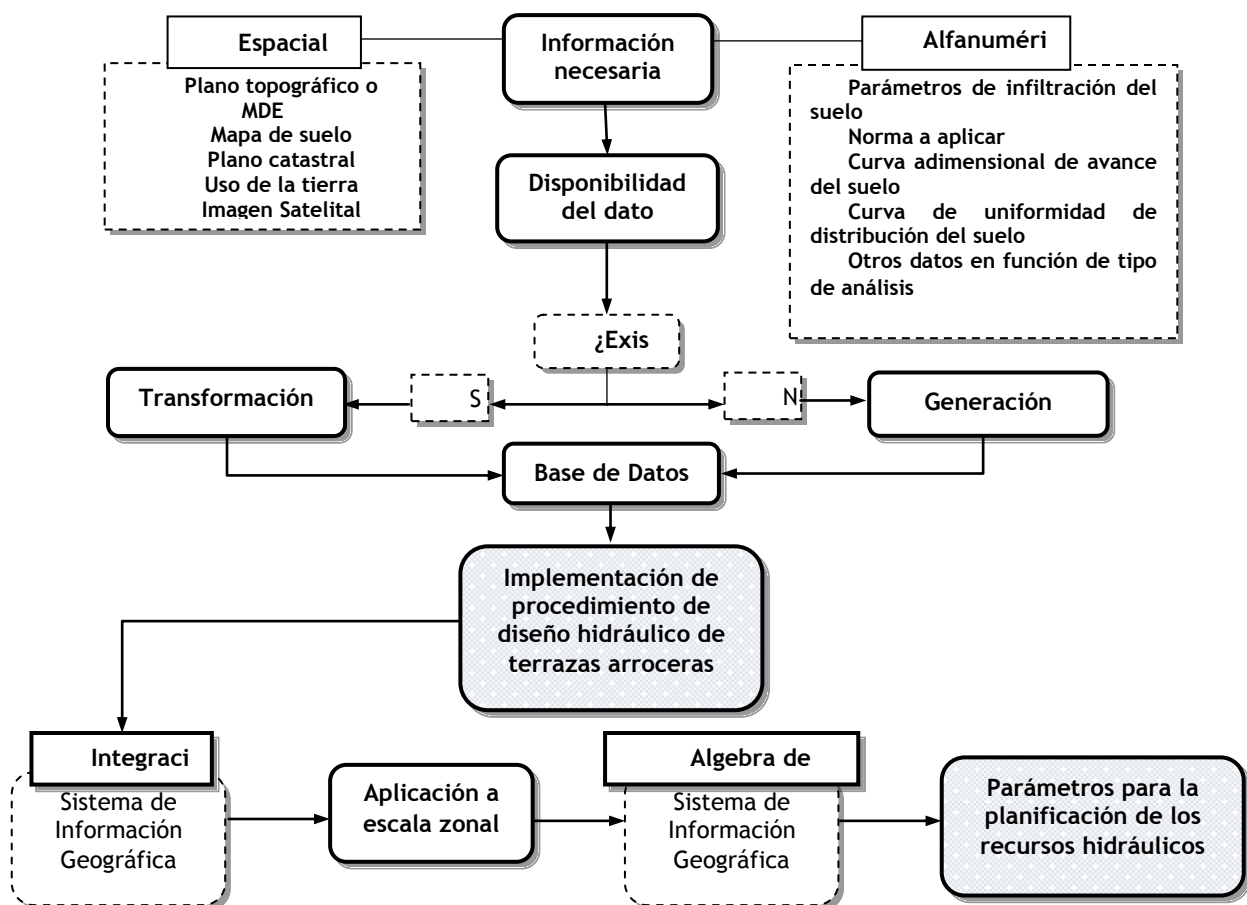 Espacial
Información
necesaria
Alfanuméri
Plano topográfico o
MDE
Mapa de suelo
Plano catastral
Uso de la tierra
Imagen Satelital
Parámetros de infiltración del
suelo
Norma a aplicar
Curva adimensional de avance
del suelo
Curva de uniformidad de
distribución del suelo
Otros datos en función de tipo
de análisis
Disponibilidad
del dato
¿Exis
Transformación
S
N
Generación
Base de Datos
Implementación de
procedimiento de
diseño hidráulico de
terrazas arroceras
Integraci
Sistema de
Información
Geográfica
Aplicación a
escala zonal
Algebra de
Sistema de
Información
Geográfica
Parámetros para la
planificación de los
recursos hidráulicos